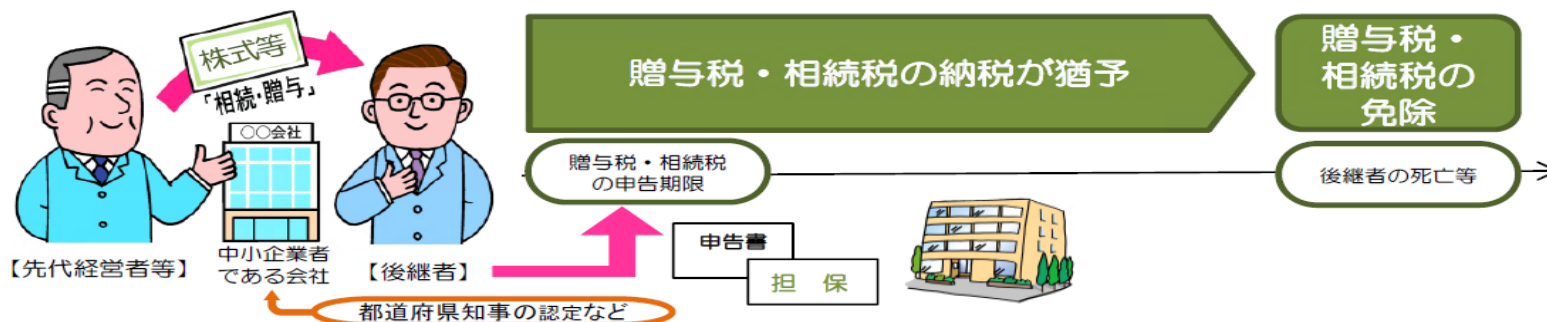 株式等
「相続・贈与」
〇〇会社
【先代経営者等】
中小企業者
である会社
【後継者】
都道府県知事の認定など
贈与税・相続税の納税が猶予
贈与税・
相続税の
免除
贈与税・相続税
の申告期限
後継者の死亡等
申告書
担 保